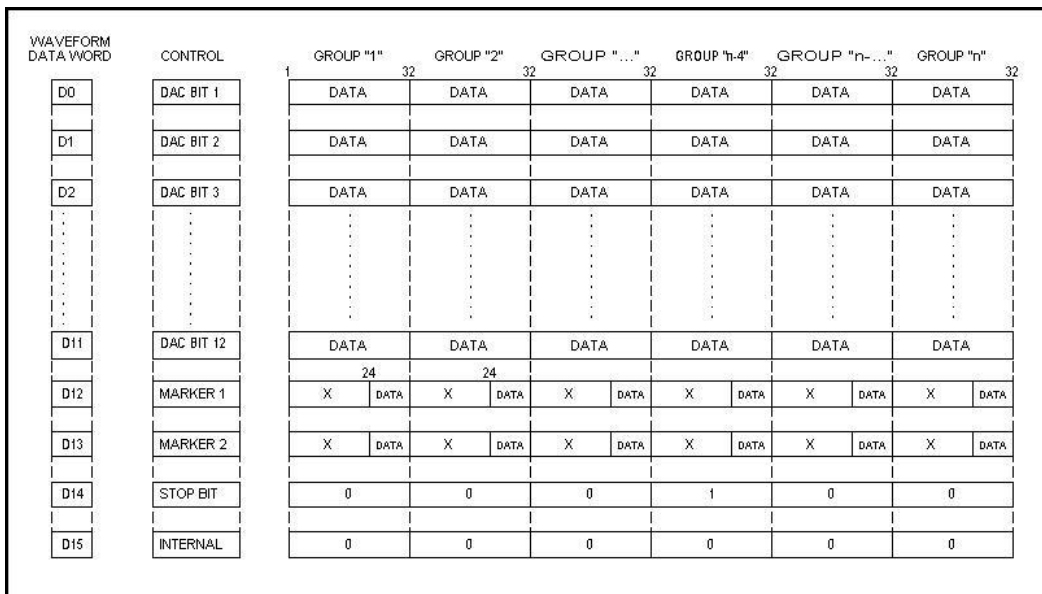 WAVEFORM
DATA WORD CONTROL GROUP "1" GROUP "2" GROUP "..." GROUP "n-4" GROUP "n-..." GROUP "n"
1 32 32 32 32 32 32
D0 DAC BIT 1 DATA DATA DATA DATA DATA DATA
D1 DAC BIT 2 DATA DATA DATA DATA DATA DATA
D2 DAC BIT 3 DATA DATA DATA DATA DATA DATA
D11 DAC BIT 12 DATA DATA DATA DATA DATA DATA
24 24
D12 MARKER 1 X DATA X DATA X DATA X DATA X DATA X DATA
D13 MARKER 2 X DATA X DATA X DATA X DATA X DATA X DATA
D14 STOP BIT 0 0 0 1 0 0
D15 INTERNAL 0 0 0 0 0 0